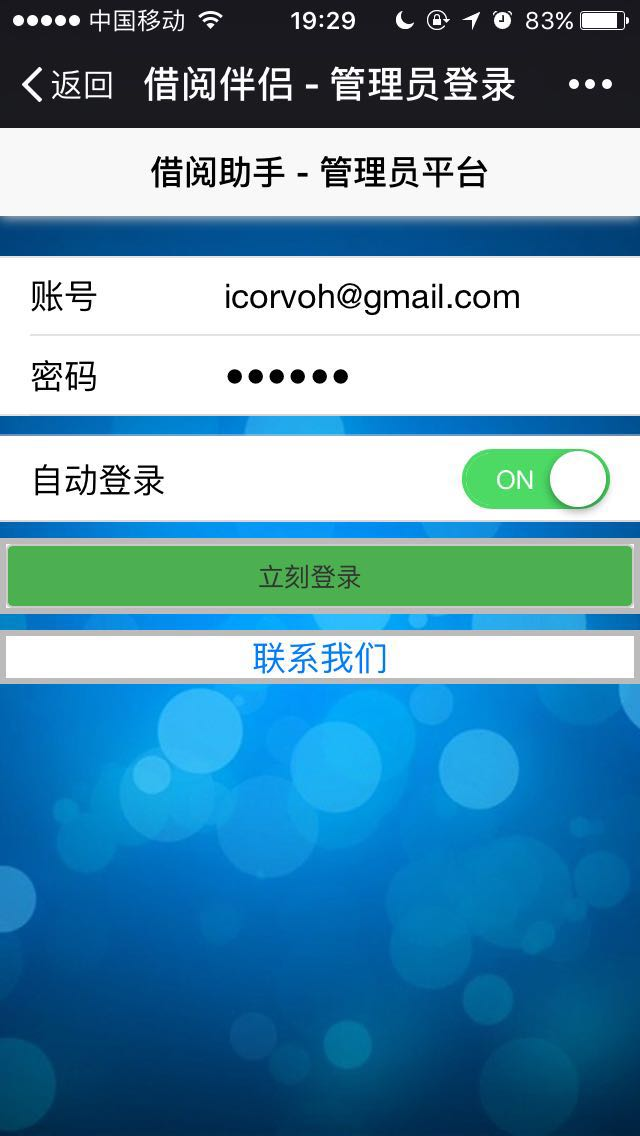 中国移动 19:29 83%
返回 借阅伴侣 - 管理员登录
借阅助手 - 管理员平台
账号 icorvoh@gmail.com
密码 ••••••
自动登录 ON
立刻登录
联系我们